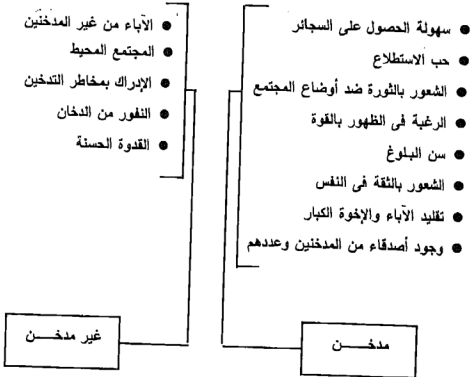 سهولة الحصول على السجائر
حب الاستطلاع
الشعور بالثورة ضد أوضاع المجتمع
الرغبة فى الظهور بالقوة
سن البلوغ
الشعور بالثقة فى النفس
تقليد الآباء والإخوة الكبار
وجود أصدقاء من المدخنين وعددهم
مدخـــــن
الآباء من غير المدخنين
المجتمع المحيط
الإدراك بمخاطر التدخين
النفور من الدخان
القدوة الحسنة
غير مدخـــــن